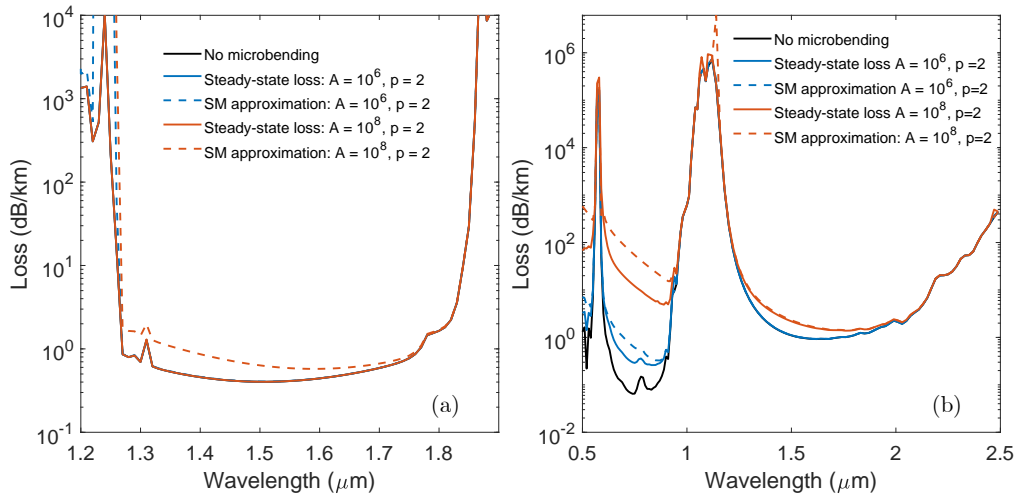 Loss (dB/km)
10^4
10^3
10^2
10^1
10^0
10^-1
No microbending
Steady-state loss: A = 10^6, p = 2
SM approximation: A = 10^6, p = 2
Steady-state loss: A = 10^8, p = 2
SM approximation: A = 10^8, p = 2
(a)
1.2 1.3 1.4 1.5 1.6 1.7 1.8
Wavelength (μm)
Loss (dB/km)
10^6
10^4
10^2
10^0
10^-2
No microbending
Steady-state loss A = 10^6, p =2
SM approximation A = 10^6, p=2
Steady-state loss: A = 10^8, p=2
SM approximation: A = 10^8, p=2
(b)
0.5 1 1.5 2 2.5
Wavelength (μm)